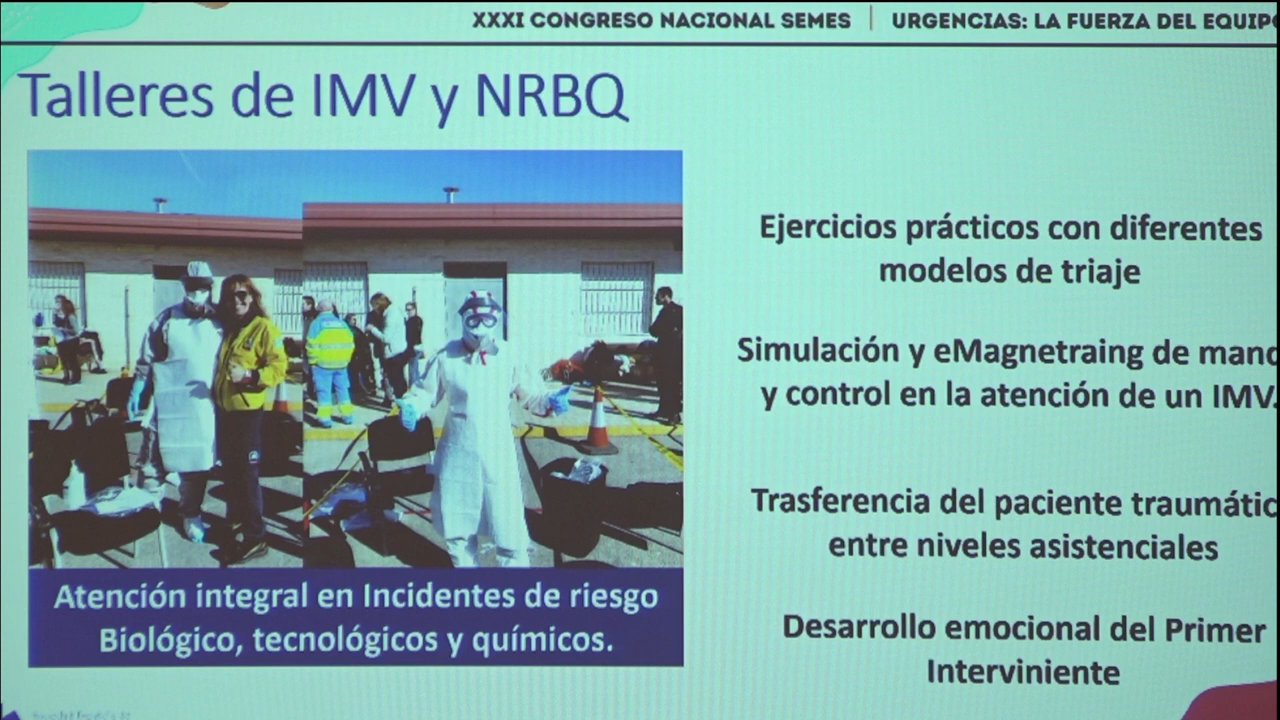 XXXI CONGRESO NACIONAL SEMES | URGENCIAS: LA FUERZA DEL EQUIPO
Talleres de IMV y NRBQ
Ejercicios prácticos con diferentes
modelos de triaje
Simulación y eMagnetraing de mand
y control en la atención de un IMV.
Trasferencia del paciente traumátic
entre niveles asistenciales
Desarrollo emocional del Primer
Interviniente
Atención integral en Incidentes de riesgo
Biológico, tecnológicos y químicos.